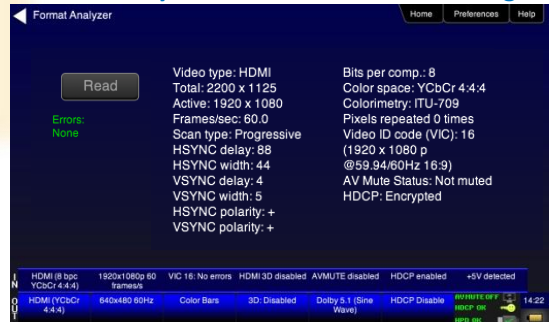 Format Analyzer
Home
Preferences
Help
Read
Errors:
None
Video type: HDMI
Total: 2200 x 1125
Active: 1920 x 1080
Frames/sec: 60.0
Scan type: Progressive
HSYNC delay: 88
HSYNC width: 44
VSYNC delay: 4
VSYNC width: 5
HSYNC polarity: +
VSYNC polarity: +
Bits per comp.: 8
Color space: YCbCr 4:4:4
Colorimetry: ITU-709
Pixels repeated 0 times
Video ID code (VIC): 16
(1920 x 1080 p
@59.94/60Hz 16:9)
AV Mute Status: Not muted
HDCP: Encrypted
IN
HDMI (8 bpc YCbCr 4:4:4)
1920x1080p 60 frames/s
VIC 16: No errors
HDMI 3D disabled
AVMUTE disabled
HDCP enabled
+5V detected
OUT
HDMI (YCbCr 4:4:4)
640x480 60Hz
Color Bars
3D: Disabled
Dolby 5.1 (Sine Wave)
HDCP Disable
AVMUTE OFF
HDCP OK
HPD OK
14:22